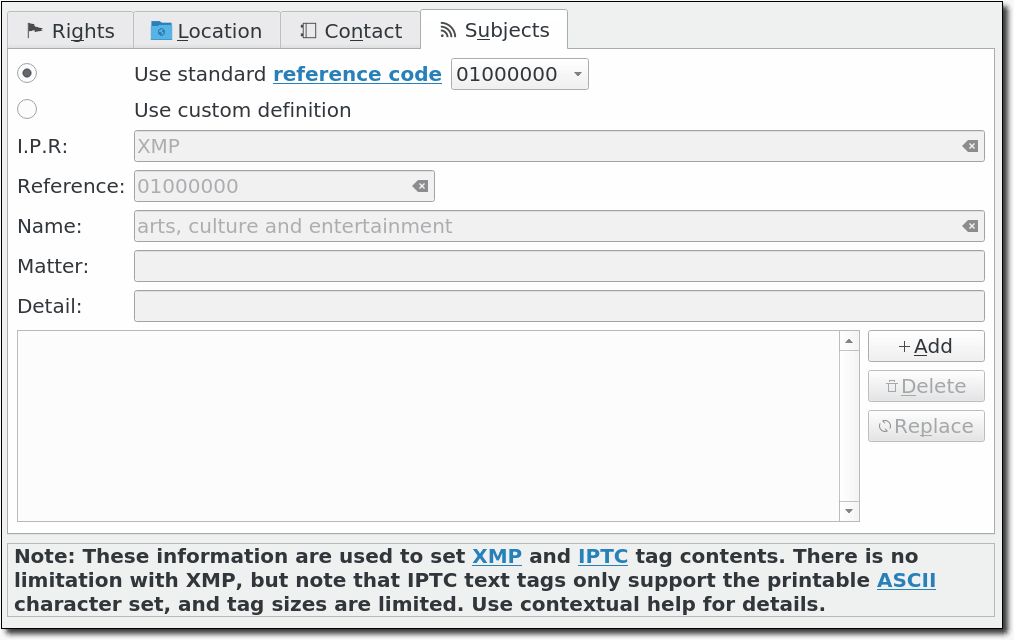 Rights Location Contact Subjects
Use standard reference code 01000000
Use custom definition
I.P.R: XMP
Reference: 01000000
Name: arts, culture and entertainment
Matter:
Detail:
+Add
Delete
Replace
Note: These information are used to set XMP and IPTC tag contents. There is no
limitation with XMP, but note that IPTC text tags only support the printable ASCII
character set, and tag sizes are limited. Use contextual help for details.